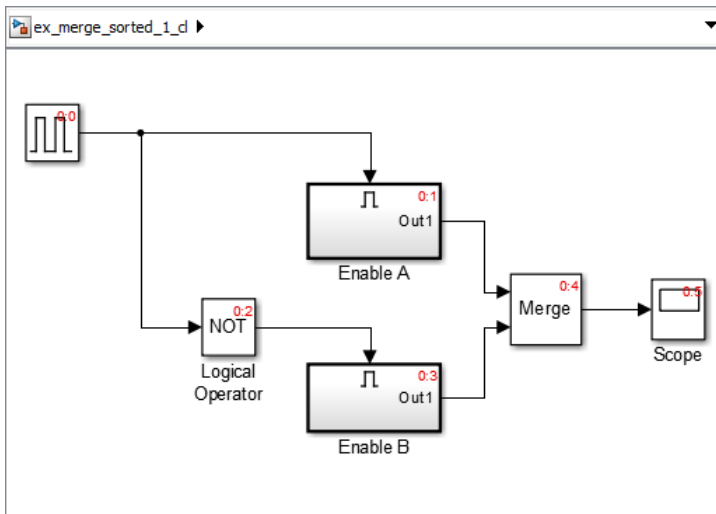 ex_merge_sorted_1_cl
0:0
0:1
Out1
Enable A
0:2
NOT
Logical
Operator
0:3
Out1
Enable B
0:4
Merge
0:5
Scope